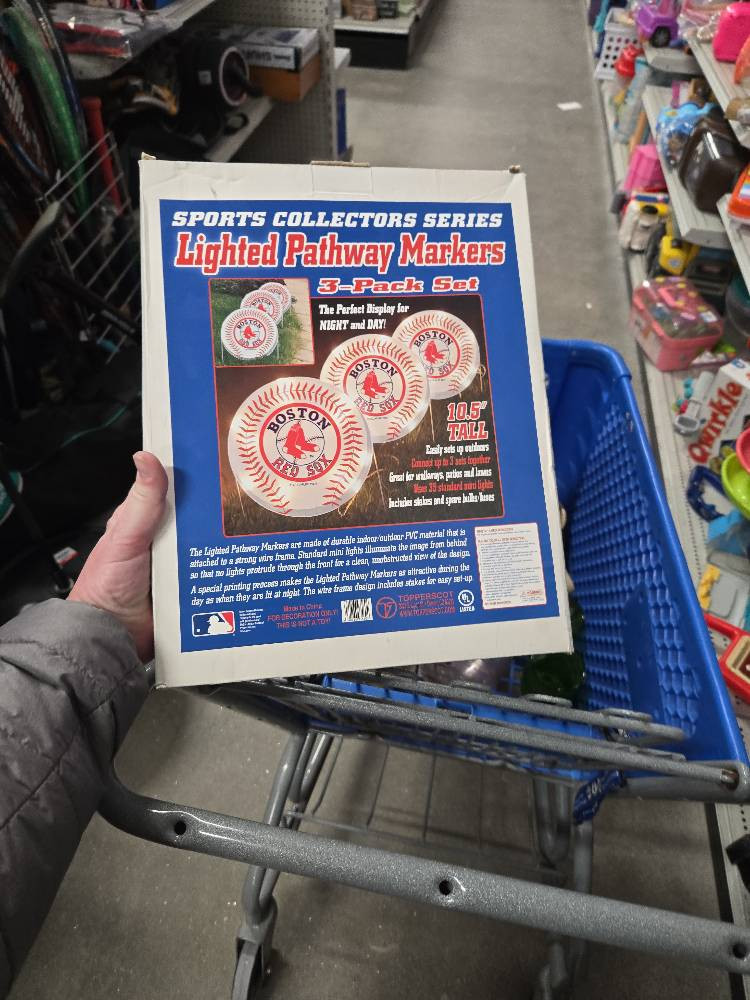 SPORTS COLLECTORS SERIES
Lighted Pathway Markers
3-Pack Set
The Perfect Display for
NIGHT and DAY!
BOSTON
RED SOX
BOSTON
RED SOX
BOSTON
RED SOX
10.5"
TALL
Easily sets up outdoors
Connect up to 3 sets together
Great for walkways, patios and lawns
Uses 35 standard mini lights
Includes stakes and spare bulbs/fuses
The Lighted Pathway Markers are made of durable indoor/outdoor PVC material that is
attached to a strong wire frame. Standard mini lights illuminate the image from behind
so that no lights protrude through the front for a clean, unobstructed view of the design.
A special printing process makes the Lighted Pathway Markers as attractive during the
day as when they are lit at night. The wire frame design includes stakes for easy set-up
Made in China
FOR DECORATION ONLY!
THIS IS NOT A TOY!
TOPPERSCOT
WWW.TOPPERSCOT.COM
UL
LISTED
Qwirkle